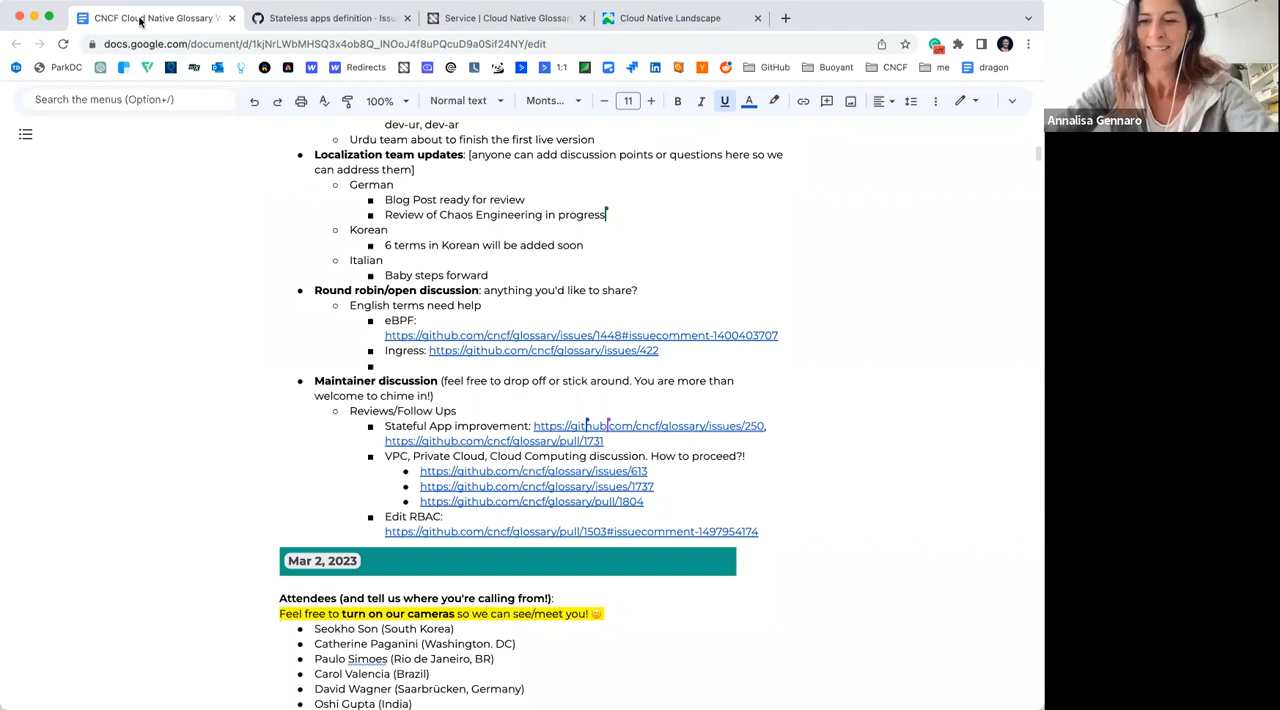 CNCF Cloud Native Glossary W
Stateless apps definition · Issu
Service | Cloud Native Glossar
Cloud Native Landscape
docs.google.com/document/d/1kjNrLWbMHSQ3x4ob8Q_INOoJ4f8uPQcuD9a0Sif24NY/edit
off
ParkDC
Redirects
1:1
GitHub
Buoyant
CNCF
me
dragon
Search the menus (Option+/)
100%
Normal text
Monts...
11
Annalisa Gennaro
dev-ur, dev-ar
Urdu team about to finish the first live version
Localization team updates: [anyone can add discussion points or questions here so we
can address them]
German
Blog Post ready for review
Review of Chaos Engineering in progress
Korean
6 terms in Korean will be added soon
Italian
Baby steps forward
Round robin/open discussion: anything you'd like to share?
English terms need help
eBPF:
https://github.com/cncf/glossary/issues/1448#issuecomment-1400403707
Ingress: https://github.com/cncf/glossary/issues/422
Maintainer discussion (feel free to drop off or stick around. You are more than
welcome to chime in!)
Reviews/Follow Ups
Stateful App improvement: https://github.com/cncf/glossary/issues/250,
https://github.com/cncf/glossary/pull/1731
VPC, Private Cloud, Cloud Computing discussion. How to proceed?!
https://github.com/cncf/glossary/issues/613
https://github.com/cncf/glossary/issues/1737
https://github.com/cncf/glossary/pull/1804
Edit RBAC:
https://github.com/cncf/glossary/pull/1503#issuecomment-1497954174
Mar 2, 2023
Attendees (and tell us where you're calling from!):
Feel free to turn on our cameras so we can see/meet you!
Seokho Son (South Korea)
Catherine Paganini (Washington. DC)
Paulo Simoes (Rio de Janeiro, BR)
Carol Valencia (Brazil)
David Wagner (Saarbrücken, Germany)
Oshi Gupta (India)